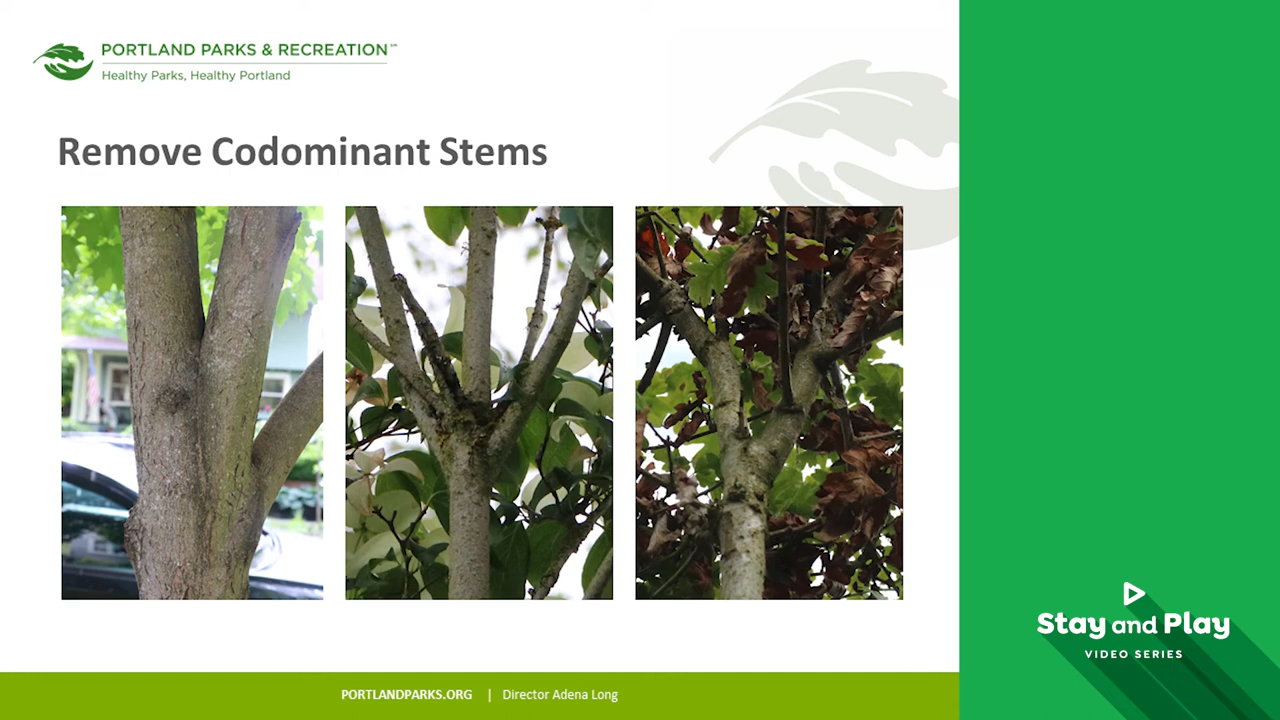 PORTLAND PARKS & RECREATION℠
Healthy Parks, Healthy Portland
Remove Codominant Stems
Stay and Play
VIDEO SERIES
PORTLANDPARKS.ORG | Director Adena Long